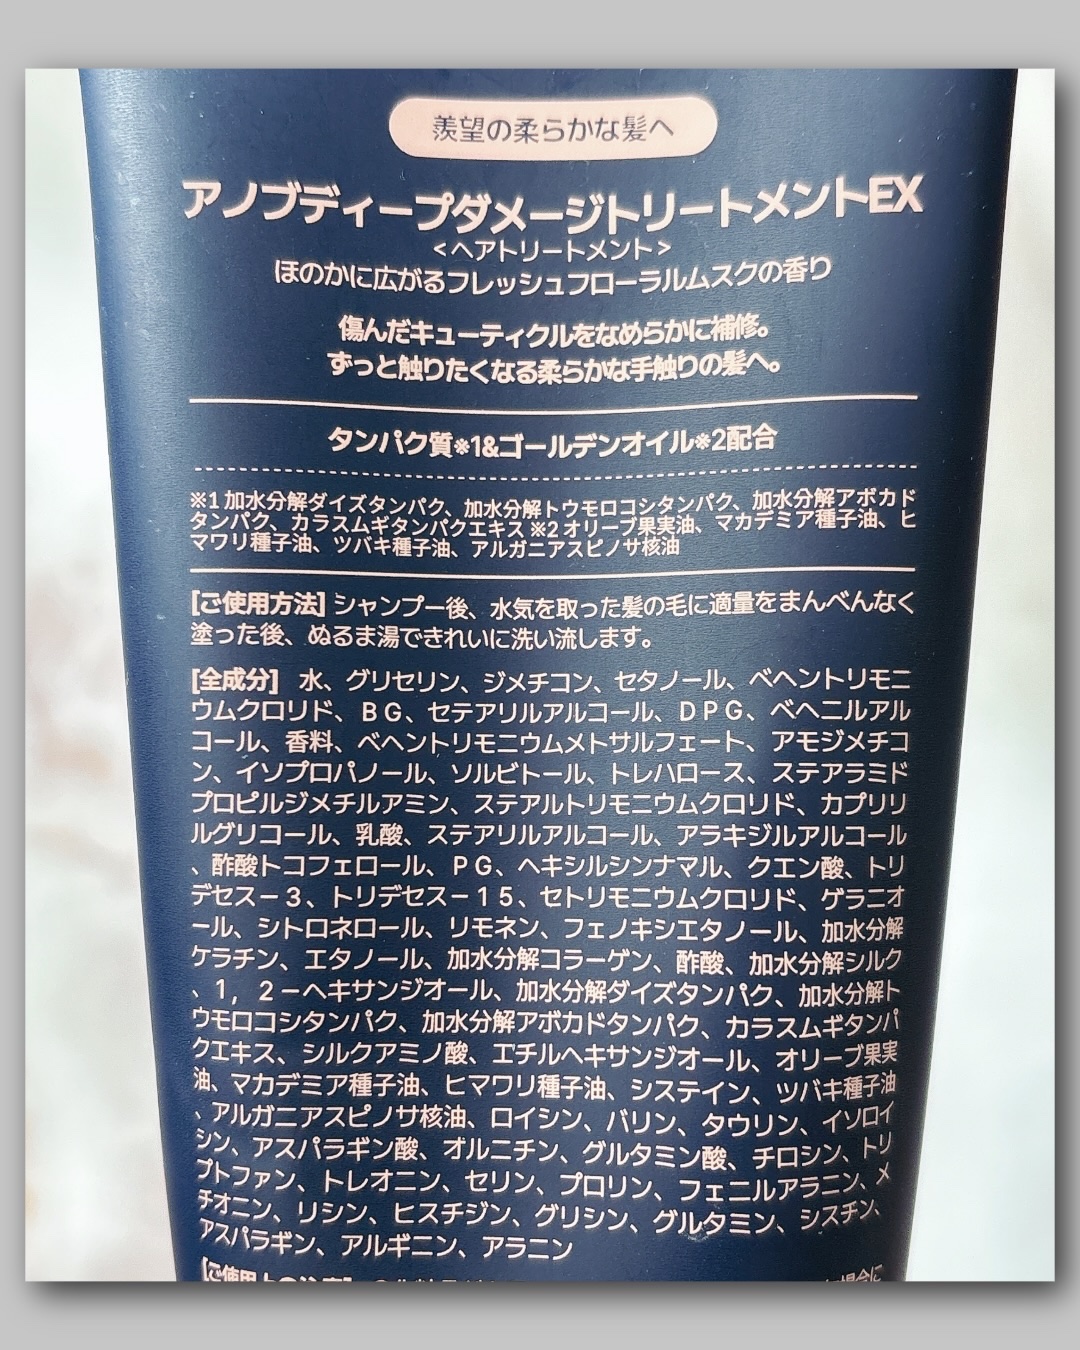 羨望の柔らかな髪へ
アノブディープダメージトリートメントEX
<ヘアトリートメント>
ほのかに広がるフレッシュフローラルムスクの香り
傷んだキューティクルをなめらかに補修。
ずっと触りたくなる柔らかな手触りの髪へ。
タンパク質※1&ゴールデンオイル※2配合
※1 加水分解ダイズタンパク、加水分解トウモロコシタンパク、加水分解アボカド
タンパク、カラスムギタンパクエキス ※2 オリーブ果実油、マカデミア種子油、ヒ
マワリ種子油、ツバキ種子油、アルガニアスピノサ核油
[ご使用方法] シャンプー後、水気を取った髪の毛に適量をまんべんなく
塗った後、ぬるま湯できれいに洗い流します。
[全成分] 水、グリセリン、ジメチコン、セタノール、ベヘントリモニ
ウムクロリド、BG、セテアリルアルコール、DPG、ベヘニルアル
コール、香料、ベヘントリモニウムメトサルフェート、アモジメチコ
ン、イソプロパノール、ソルビトール、トレハロース、ステアラミド
プロピルジメチルアミン、ステアルトリモニウムクロリド、カプリリ
ルグリコール、乳酸、ステアリルアルコール、アラキジルアルコール
、酢酸トコフェロール、PG、ヘキシルシンナマル、クエン酸、トリ
デセス－3、トリデセス－15、セトリモニウムクロリド、ゲラニオ
ール、シトロネロール、リモネン、フェノキシエタノール、加水分解
ケラチン、エタノール、加水分解コラーゲン、酢酸、加水分解シルク
、1，2－ヘキサンジオール、加水分解ダイズタンパク、加水分解ト
ウモロコシタンパク、加水分解アボカドタンパク、カラスムギタンパ
クエキス、シルクアミノ酸、エチルヘキサンジオール、オリーブ果実
油、マカデミア種子油、ヒマワリ種子油、システイン、ツバキ種子油
、アルガニアスピノサ核油、ロイシン、バリン、タウリン、イソロイ
シン、アスパラギン酸、オルニチン、グルタミン酸、チロシン、トリ
プトファン、トレオニン、セリン、プロリン、フェニルアラニン、メ
チオニン、リシン、ヒスチジン、グリシン、グルタミン、シスチン、
アスパラギン、アルギニン、アラニン